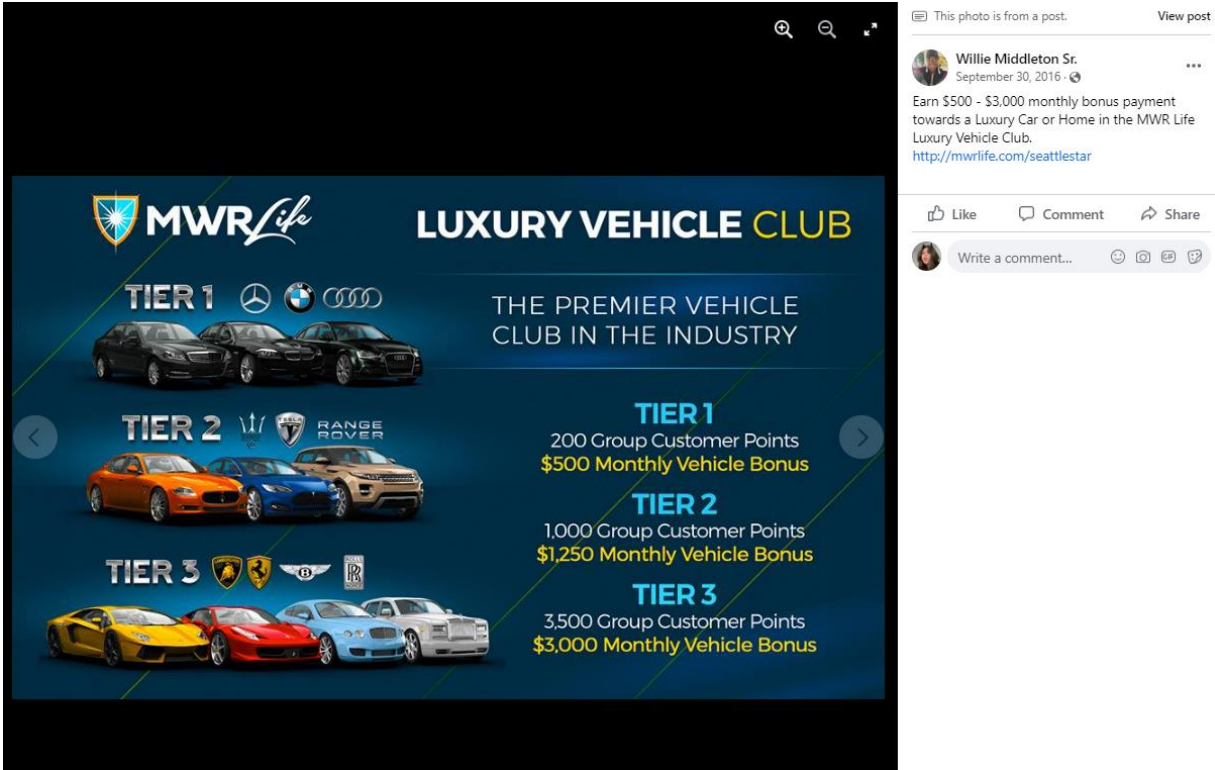 This photo is from a post.
View post
Willie Middleton Sr.
September 30, 2016 ·
Earn $500 - $3,000 monthly bonus payment
towards a Luxury Car or Home in the MWR Life
Luxury Vehicle Club.
http://mwrlife.com/seattlestar
Like
Comment
Share
Write a comment...
GIF
MWR Life
LUXURY VEHICLE CLUB
THE PREMIER VEHICLE
CLUB IN THE INDUSTRY
TIER 1
TIER 2
TESLA
RANGE
ROVER
TIER 3
TIER 1
200 Group Customer Points
$500 Monthly Vehicle Bonus
TIER 2
1,000 Group Customer Points
$1,250 Monthly Vehicle Bonus
TIER 3
3,500 Group Customer Points
$3,000 Monthly Vehicle Bonus